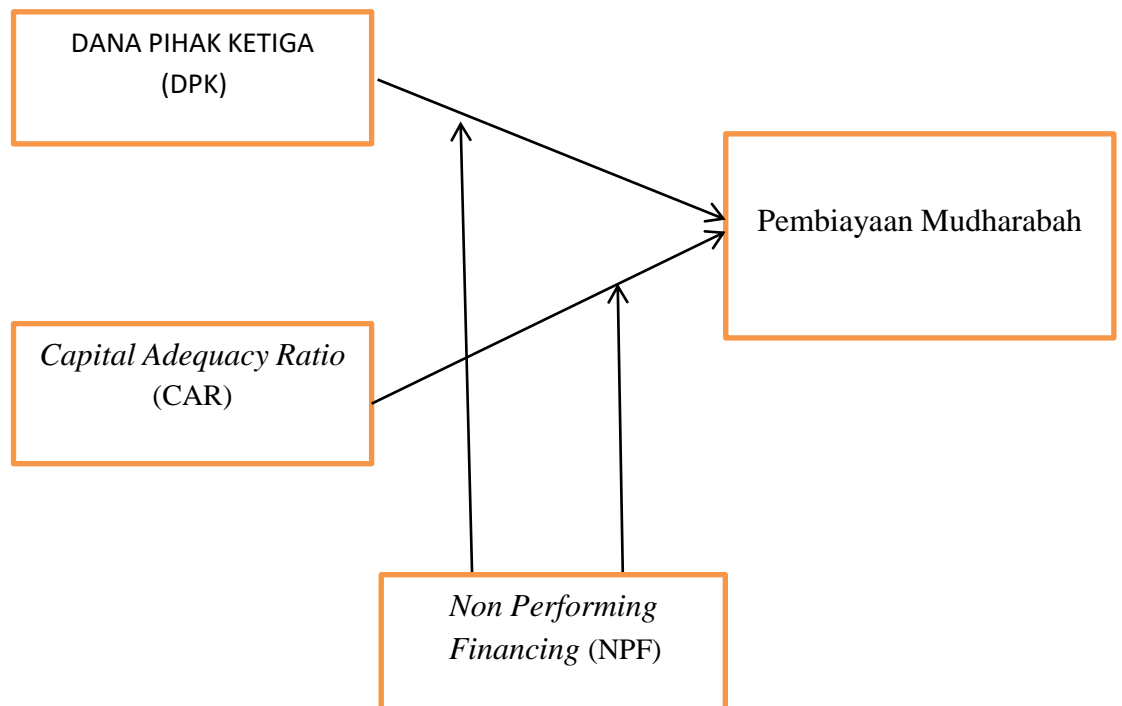 DANA PIHAK KETIGA
(DPK)
Pembiayaan Mudharabah
Capital Adequacy Ratio
(CAR)
Non Performing
Financing (NPF)